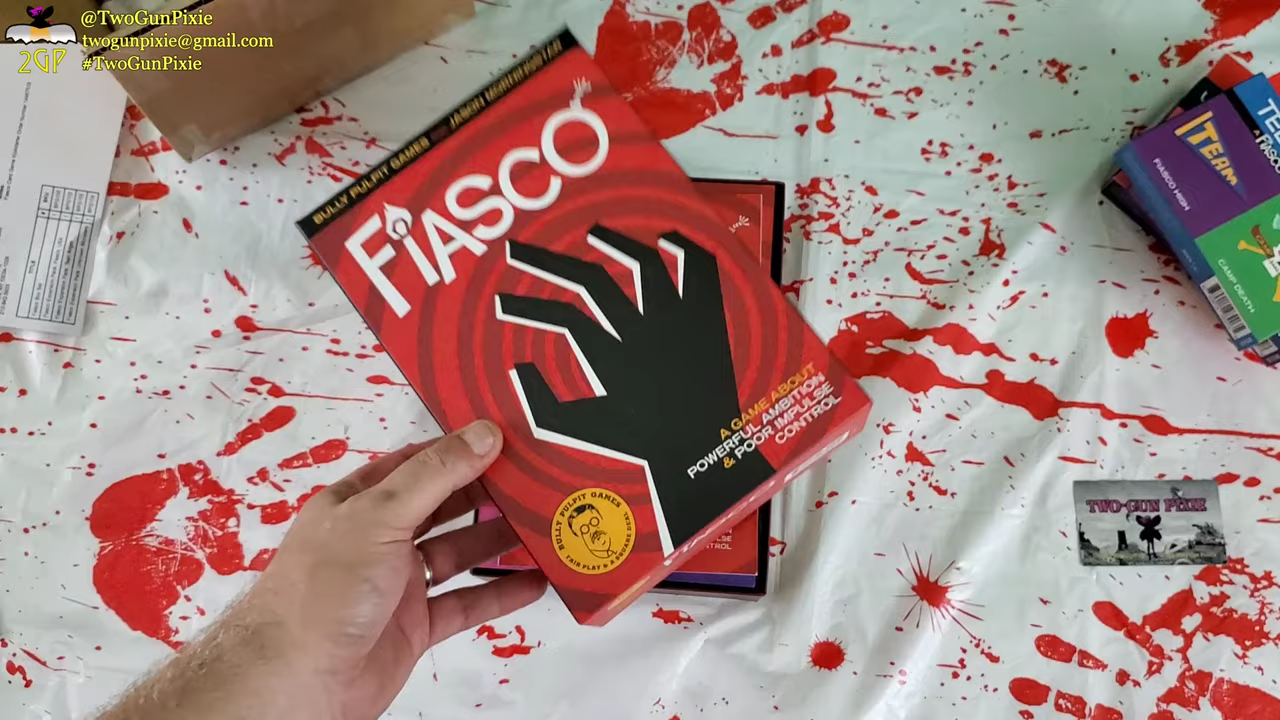 @TwoGunPixie
twogunpixie@gmail.com
#TwoGunPixie
2GP
BULLY PULPIT GAMES
JASON MORNINGSTAR
FIASCO
A GAME ABOUT
POWERFUL AMBITION
& POOR IMPULSE
CONTROL
BULLY PULPIT GAMES
FAIR PLAY & A SQUARE DEAL
TITLE
ITEAM
FIASCO HIGH
CAMP DEATH
TWO-GUN PIXIE